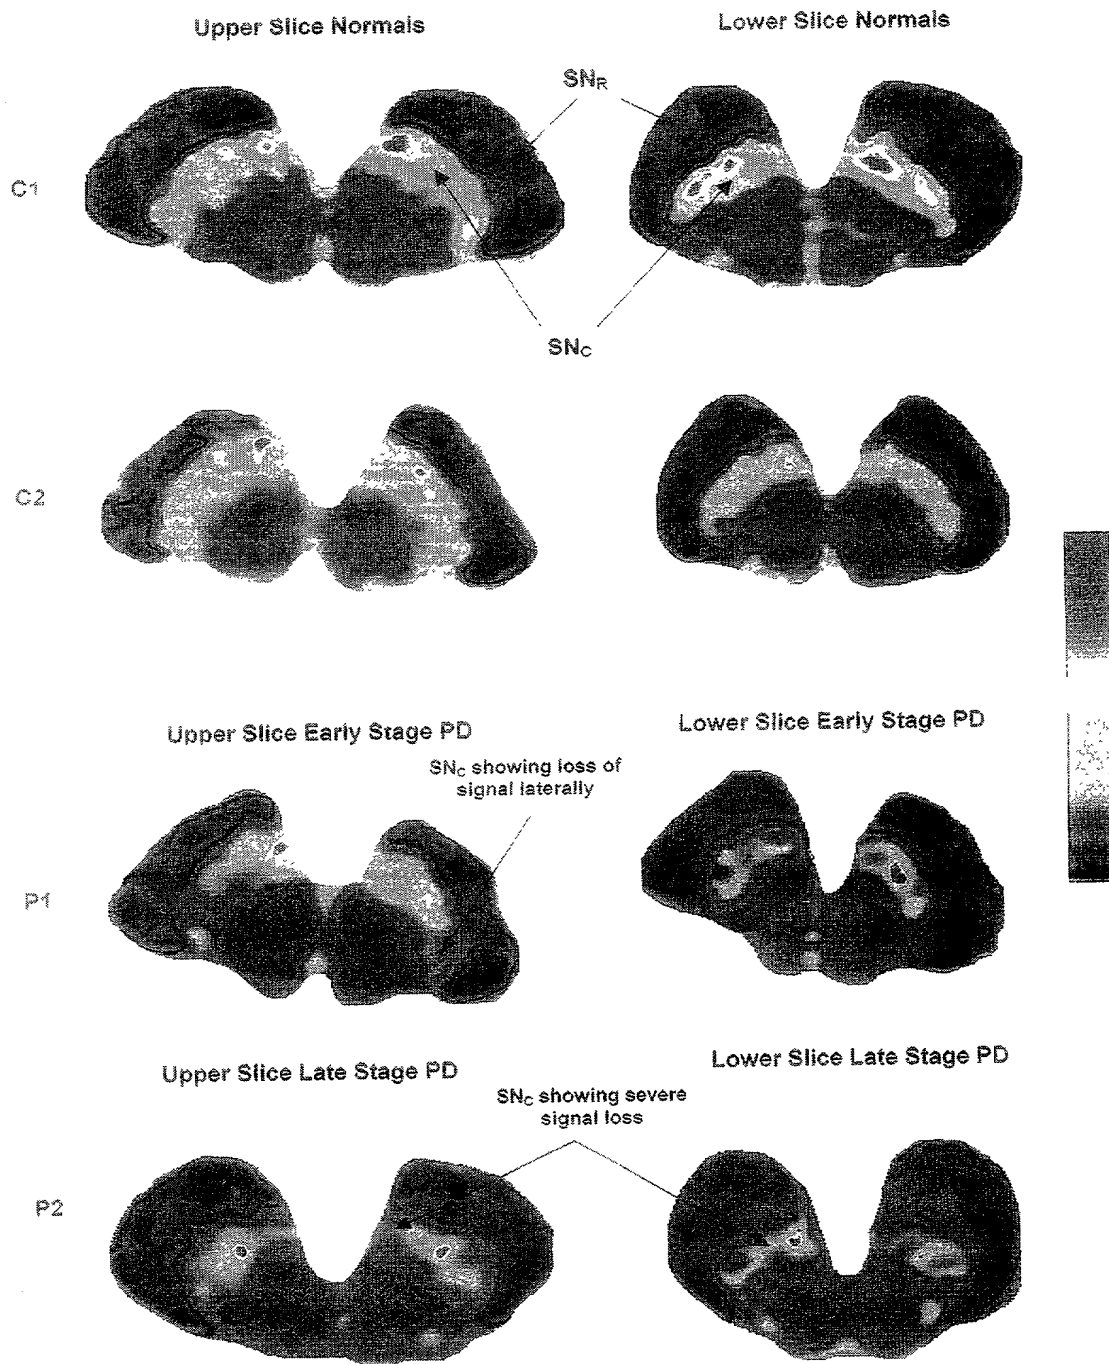 Upper Slice Normals
Lower Slice Normals
SNR
C1
SNC
C2
Upper Slice Early Stage PD
Lower Slice Early Stage PD
SNC showing loss of
signal laterally
P1
Upper Slice Late Stage PD
Lower Slice Late Stage PD
SNC showing severe
signal loss
P2